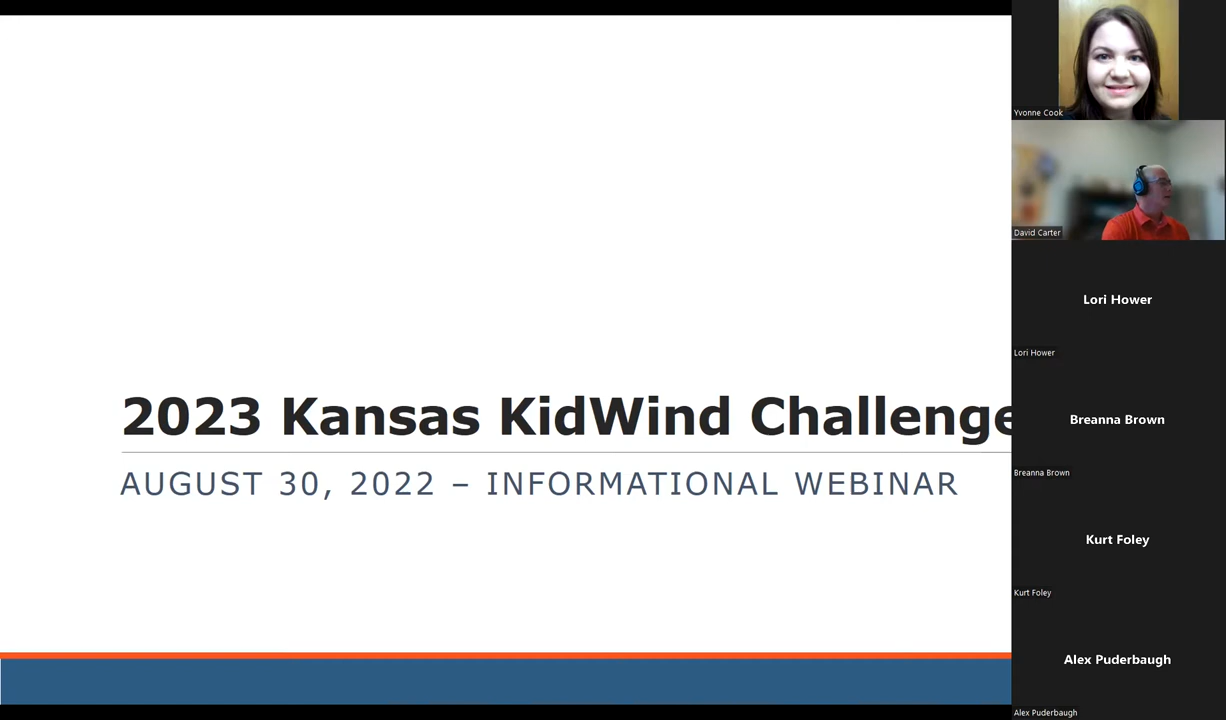 2023 Kansas KidWind Challenge
AUGUST 30, 2022 – INFORMATIONAL WEBINAR
Yvonne Cook
David Carter
Lori Hower
Lori Hower
Breanna Brown
Breanna Brown
Kurt Foley
Kurt Foley
Alex Puderbaugh
Alex Puderbaugh